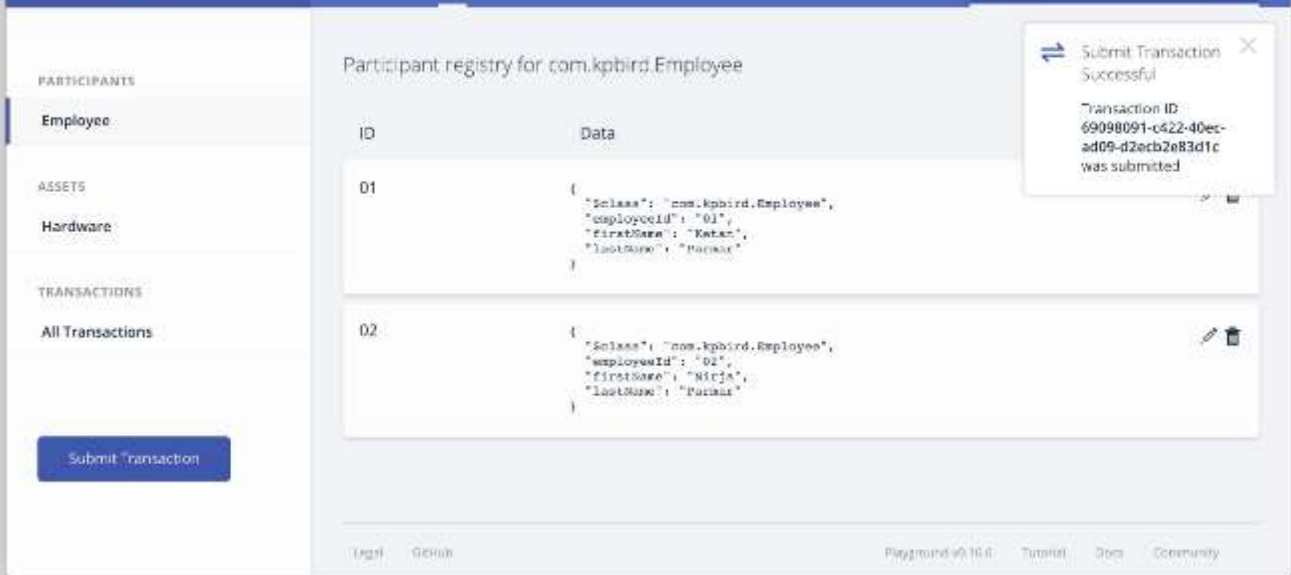 PARTICIPANTS
Employee
ASSETS
Hardware
TRANSACTIONS
All Transactions
Submit Transaction
Participant registry for com.kpbird.Employee
ID Data
01
{
"$class": "com.kpbird.Employee",
"employeeId": "01",
"firstName": "Ketan",
"lastName": "Parmar"
}
02
{
"$class": "com.kpbird.Employee",
"employeeId": "02",
"firstName": "Nirja",
"lastName": "Parmar"
}
Submit Transaction
Successful
Transaction ID
69098091-c422-40ec-
ad09-d2ecb2e83d1c
was submitted
Legal GitHub Playground v0.16.0 Tutorial Docs Community